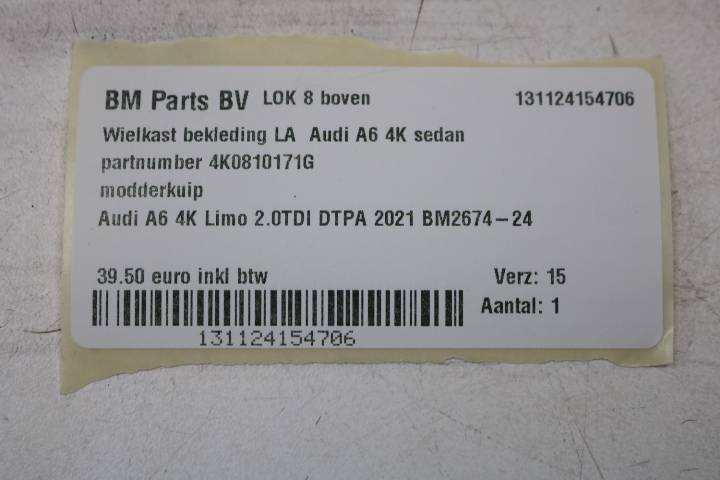 BM Parts BV LOK 8 boven 131124154706
Wielkast bekleding LA Audi A6 4K sedan
partnumber 4K0810171G
modderkuip
Audi A6 4K Limo 2.0TDI DTPA 2021 BM2674-24
39.50 euro inkl btw Verz: 15
Aantal: 1
131124154706